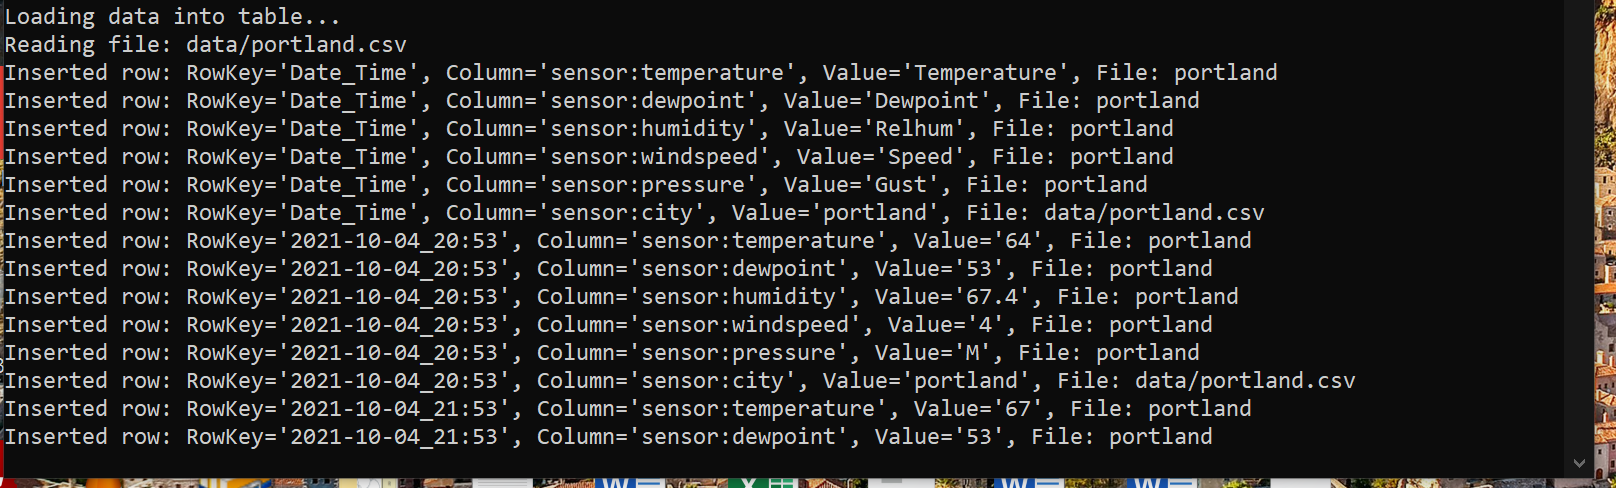 Loading data into table...
Reading file: data/portland.csv
Inserted row: RowKey='Date_Time', Column='sensor:temperature', Value='Temperature', File: portland
Inserted row: RowKey='Date_Time', Column='sensor:dewpoint', Value='Dewpoint', File: portland
Inserted row: RowKey='Date_Time', Column='sensor:humidity', Value='Relhum', File: portland
Inserted row: RowKey='Date_Time', Column='sensor:windspeed', Value='Speed', File: portland
Inserted row: RowKey='Date_Time', Column='sensor:pressure', Value='Gust', File: portland
Inserted row: RowKey='Date_Time', Column='sensor:city', Value='portland', File: data/portland.csv
Inserted row: RowKey='2021-10-04_20:53', Column='sensor:temperature', Value='64', File: portland
Inserted row: RowKey='2021-10-04_20:53', Column='sensor:dewpoint', Value='53', File: portland
Inserted row: RowKey='2021-10-04_20:53', Column='sensor:humidity', Value='67.4', File: portland
Inserted row: RowKey='2021-10-04_20:53', Column='sensor:windspeed', Value='4', File: portland
Inserted row: RowKey='2021-10-04_20:53', Column='sensor:pressure', Value='M', File: portland
Inserted row: RowKey='2021-10-04_20:53', Column='sensor:city', Value='portland', File: data/portland.csv
Inserted row: RowKey='2021-10-04_21:53', Column='sensor:temperature', Value='67', File: portland
Inserted row: RowKey='2021-10-04_21:53', Column='sensor:dewpoint', Value='53', File: portland